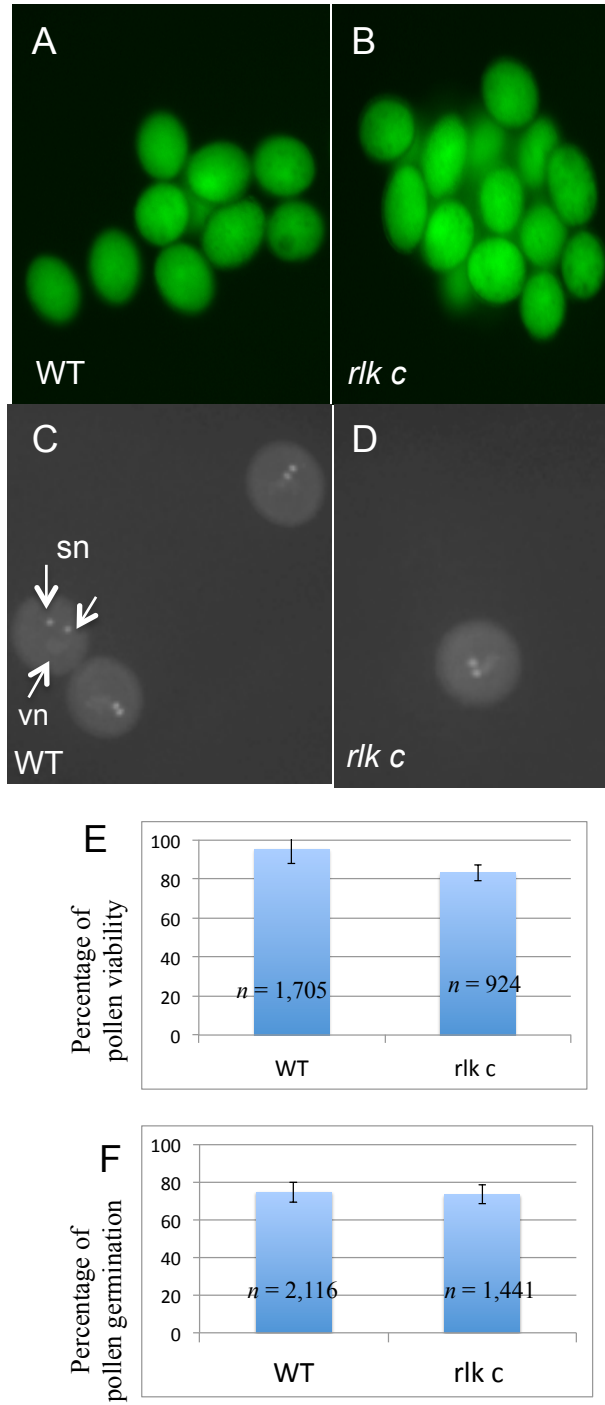 A
B
WT
rlk c
C
D
sn
vn
WT
rlk c
E
Percentage of
pollen viability
100
80
60
40
20
0
n = 1,705
n = 924
WT
rlk c
F
Percentage of
pollen germination
100
80
60
40
20
0
n = 2,116
n = 1,441
WT
rlk c